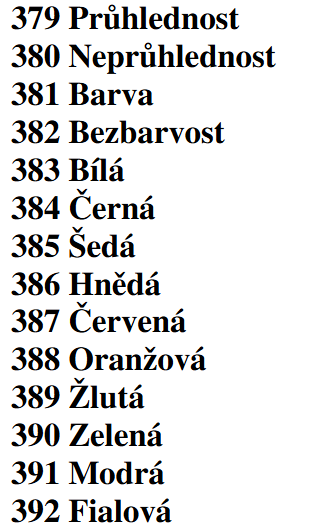 379 Průhlednost
380 Neprůhlednost
381 Barva
382 Bezbarvost
383 Bílá
384 Černá
385 Šedá
386 Hnědá
387 Červená
388 Oranžová
389 Žlutá
390 Zelená
391 Modrá
392 Fialová